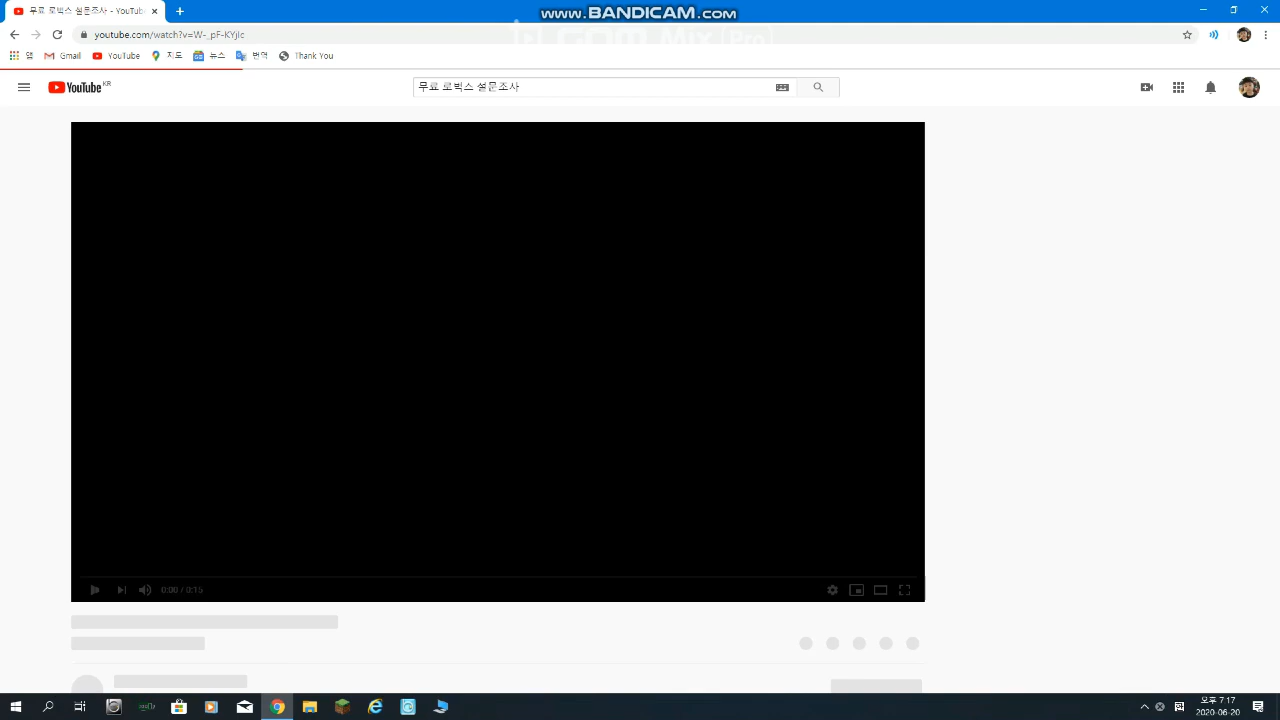 무료 로벅스 설문조사 - YouTube
www.BANDICAM.com
youtube.com/watch?v=W-_pF-KYjlc
앱
Gmail
YouTube
지도
뉴스
번역
Thank You
YouTube KR
무료 로벅스 설문조사
0:00 / 0:15
오후 7:17
2020-06-20